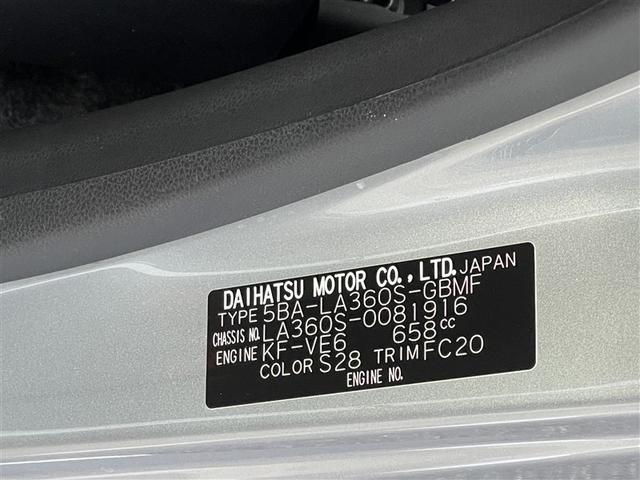 DAIHATSU MOTOR CO.,LTD. JAPAN
TYPE 5BA-LA360S-GBMF
CHASSIS NO. LA360S-0081916
ENGINE KF-VE6 658cc
COLOR S28 TRIM FC20
ENGINE NO.